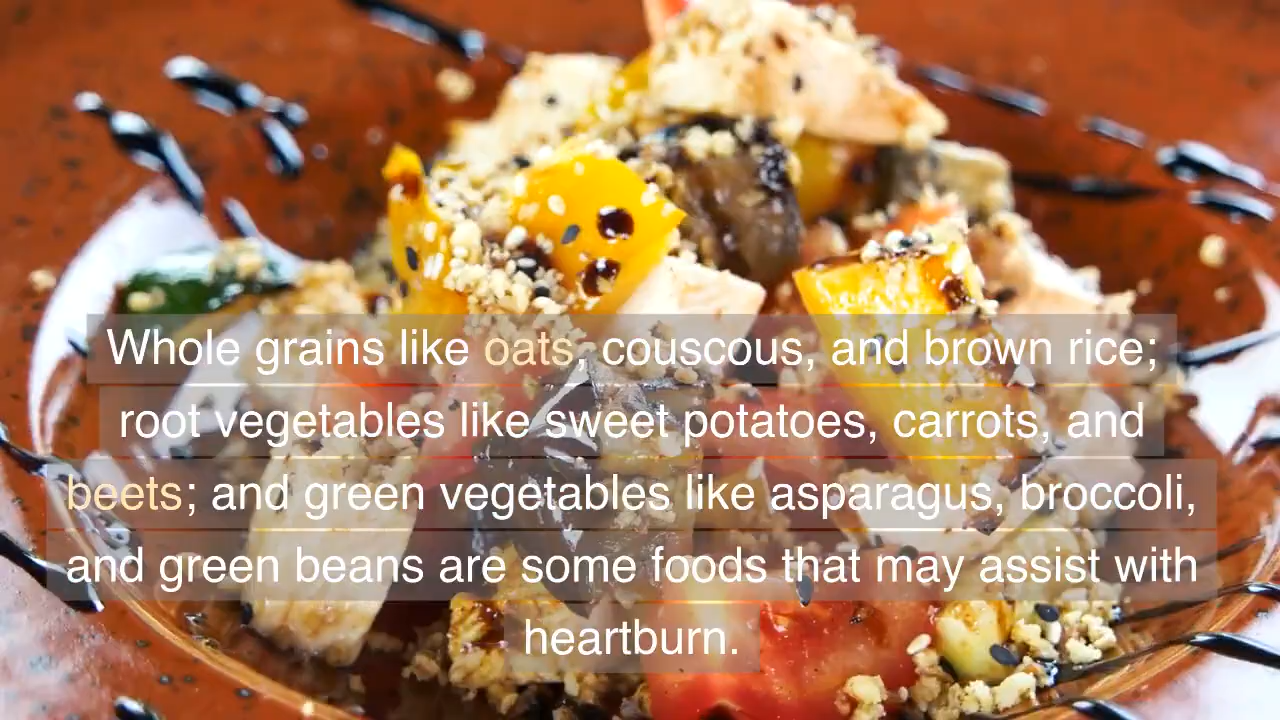 Whole grains like oats, couscous, and brown rice;
root vegetables like sweet potatoes, carrots, and
beets; and green vegetables like asparagus, broccoli,
and green beans are some foods that may assist with
heartburn.